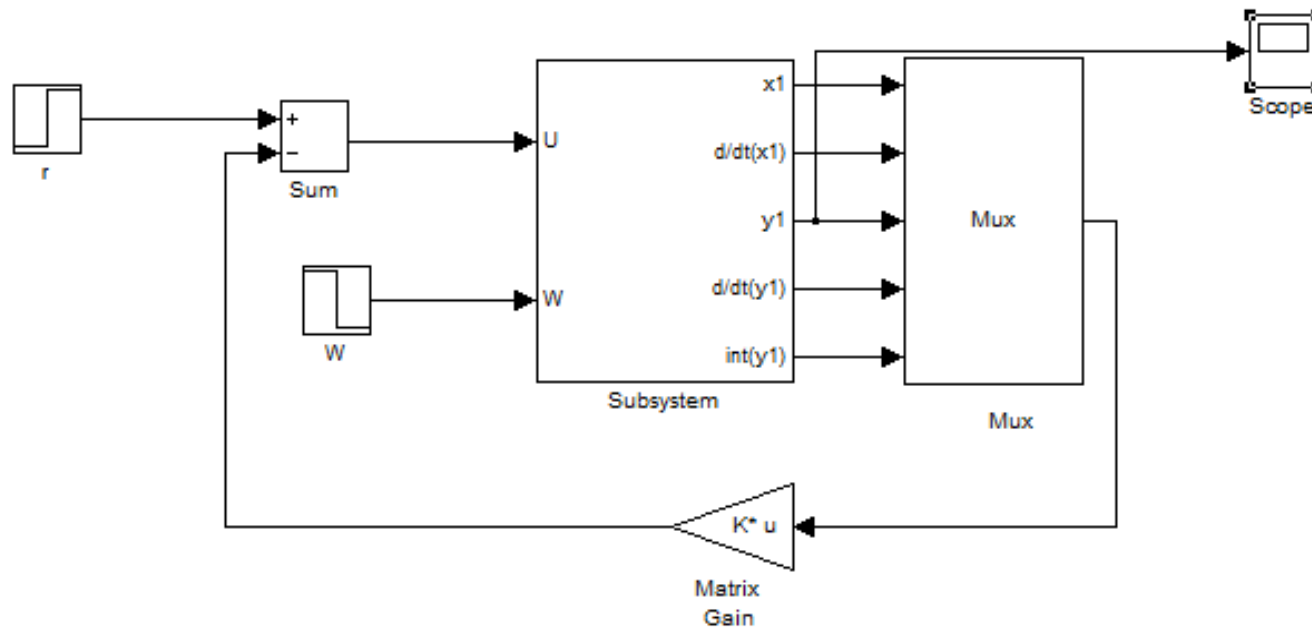 x1
Scope
+
U
d/dt(x1)
−
r
Sum
y1
Mux
d/dt(y1)
W
W
int(y1)
Subsystem
Mux
K* u
Matrix
Gain